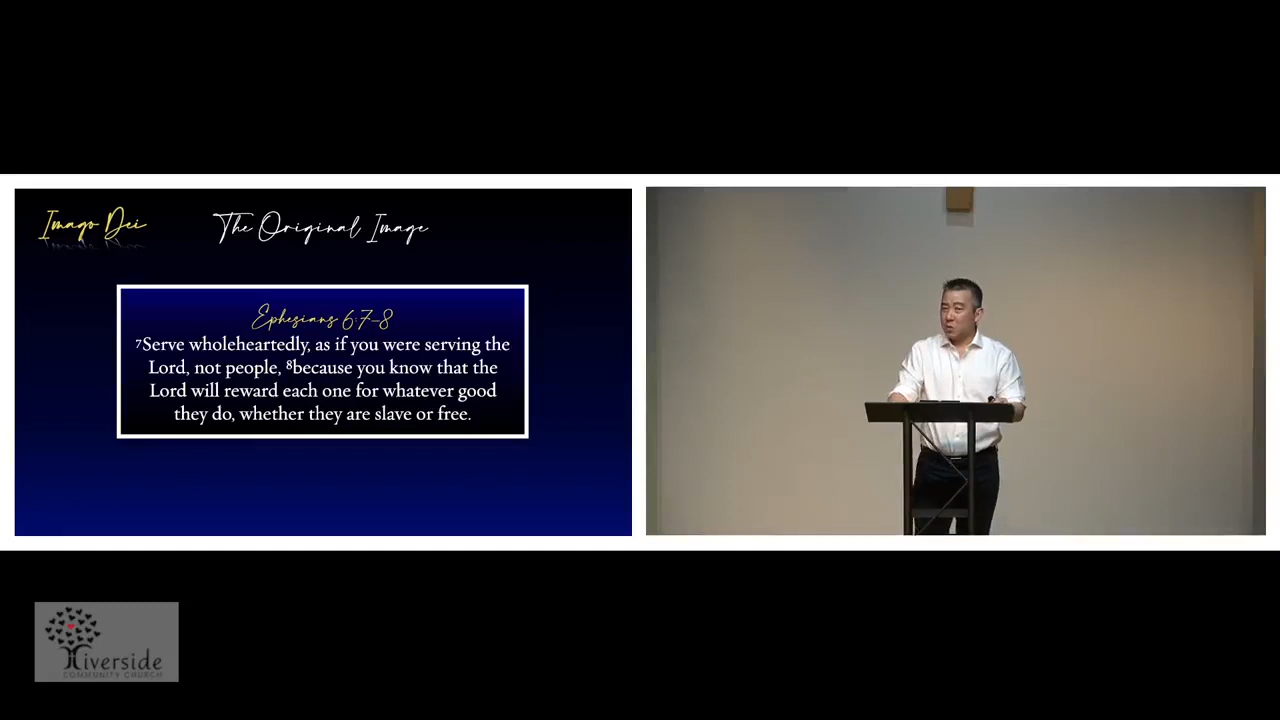 Imago Dei
The Original Image
Ephesians 6:7-8
⁷Serve wholeheartedly, as if you were serving the
Lord, not people, ⁸because you know that the
Lord will reward each one for whatever good
they do, whether they are slave or free.
Riverside
COMMUNITY CHURCH